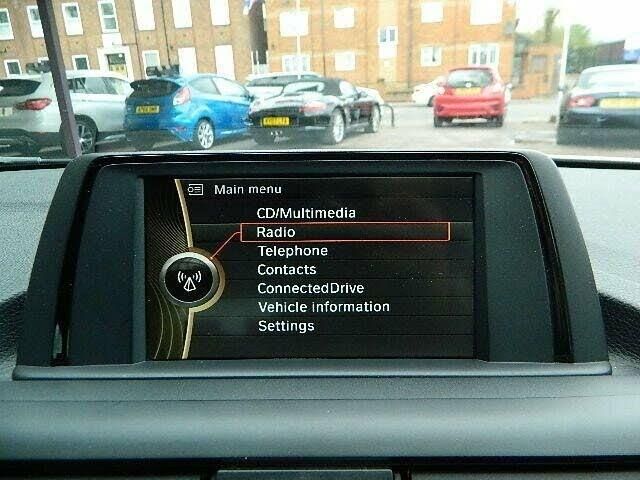 Main menu
CD/Multimedia
Radio
Telephone
Contacts
ConnectedDrive
Vehicle information
Settings